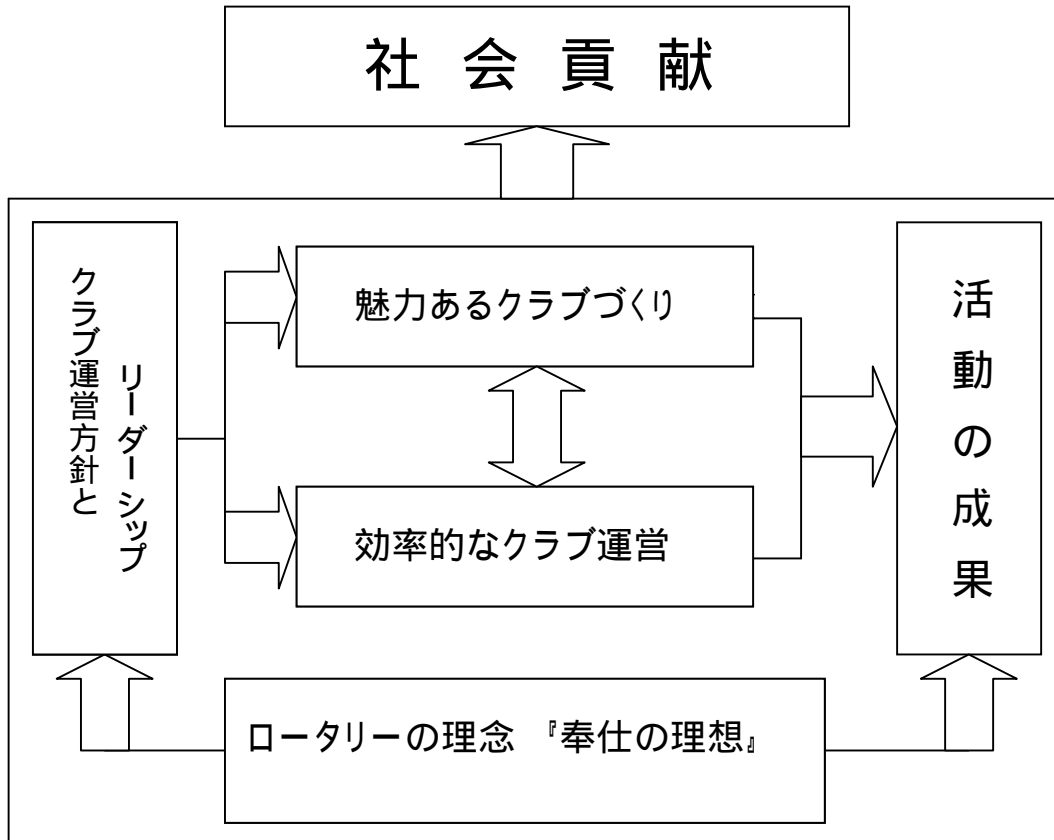 社会貢献
クラブ運営方針と
リーダーシップ
魅力あるクラブづくり
効率的なクラブ運営
活動の成果
ロータリーの理念 『奉仕の理想』